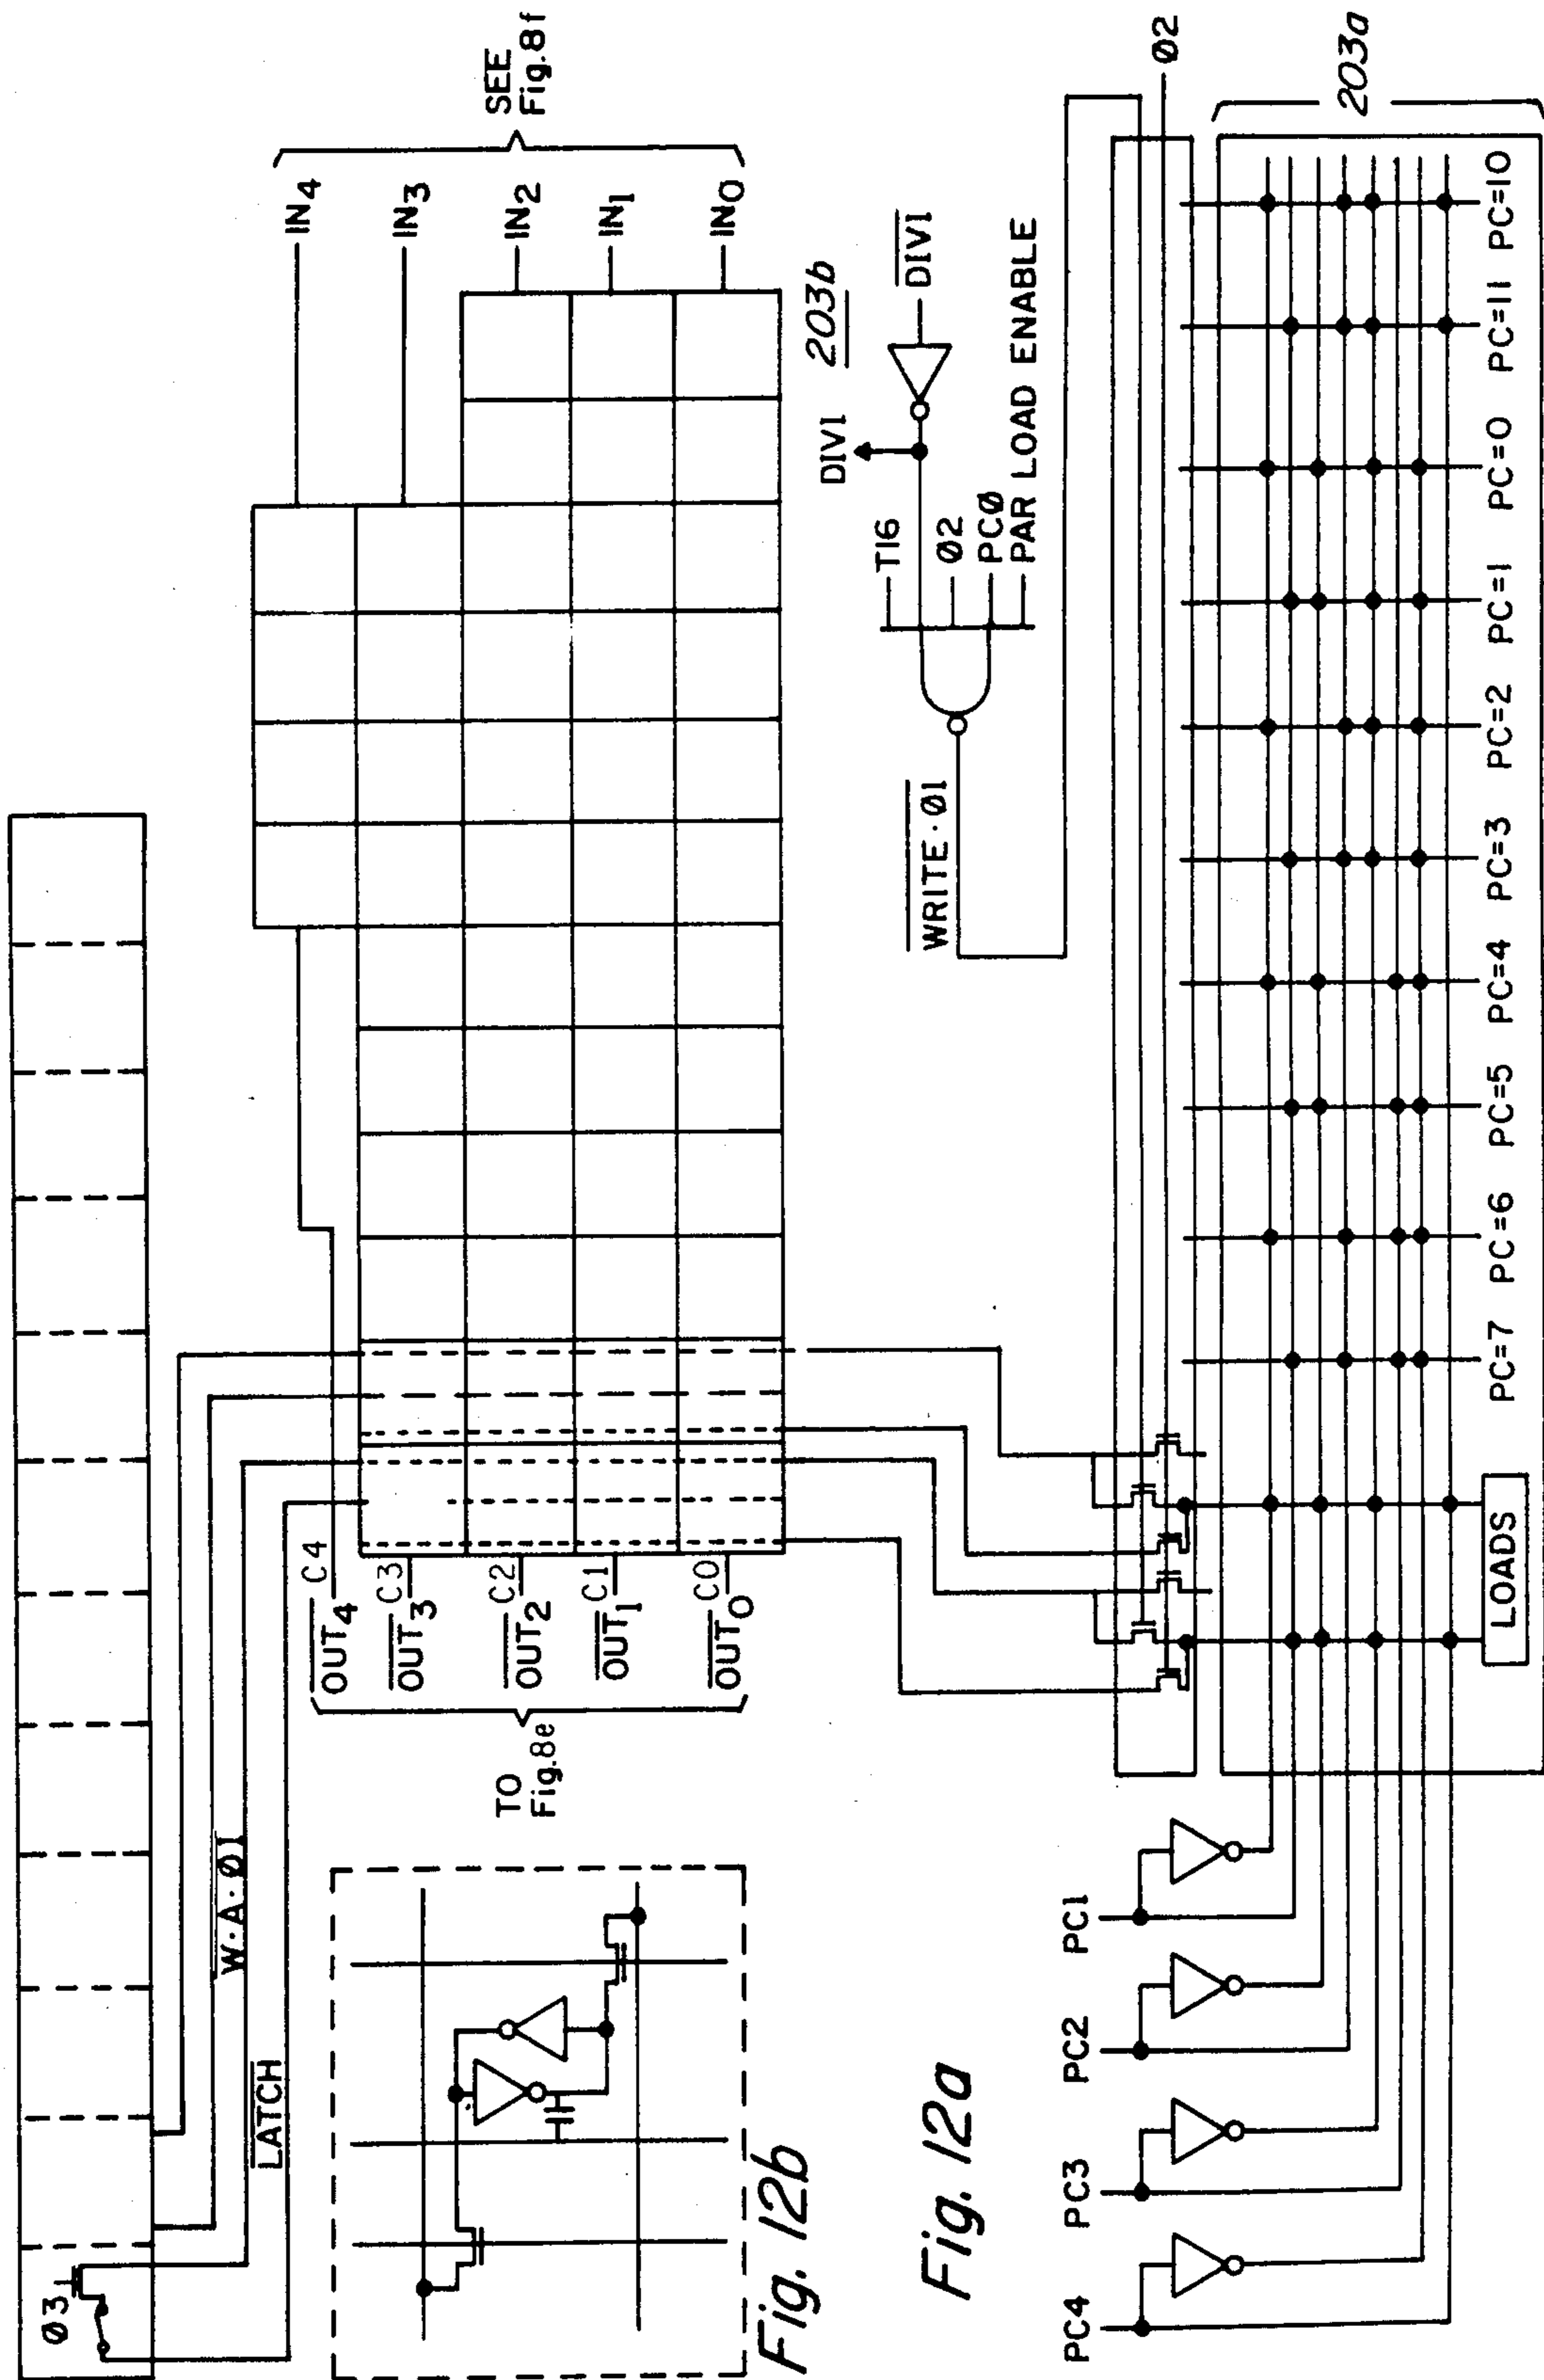 SEE
Fig.8f
IN4
IN3
IN2
IN1
IN0
203b
DIV1
DIV1
T16
Ø2
PCØ
PAR LOAD ENABLE
WRITE·Ø1
Ø2
203a
Ø3
W·A·Ø1
LATCH
OUT4 C4
OUT3 C3
OUT2 C2
OUT1 C1
OUT0 C0
TO
Fig.8e
Fig. 12b
Fig. 12a
PC1
PC2
PC3
PC4
LOADS
PC=7 PC=6 PC=5 PC=4 PC=3 PC=2 PC=1 PC=0 PC=11 PC=10